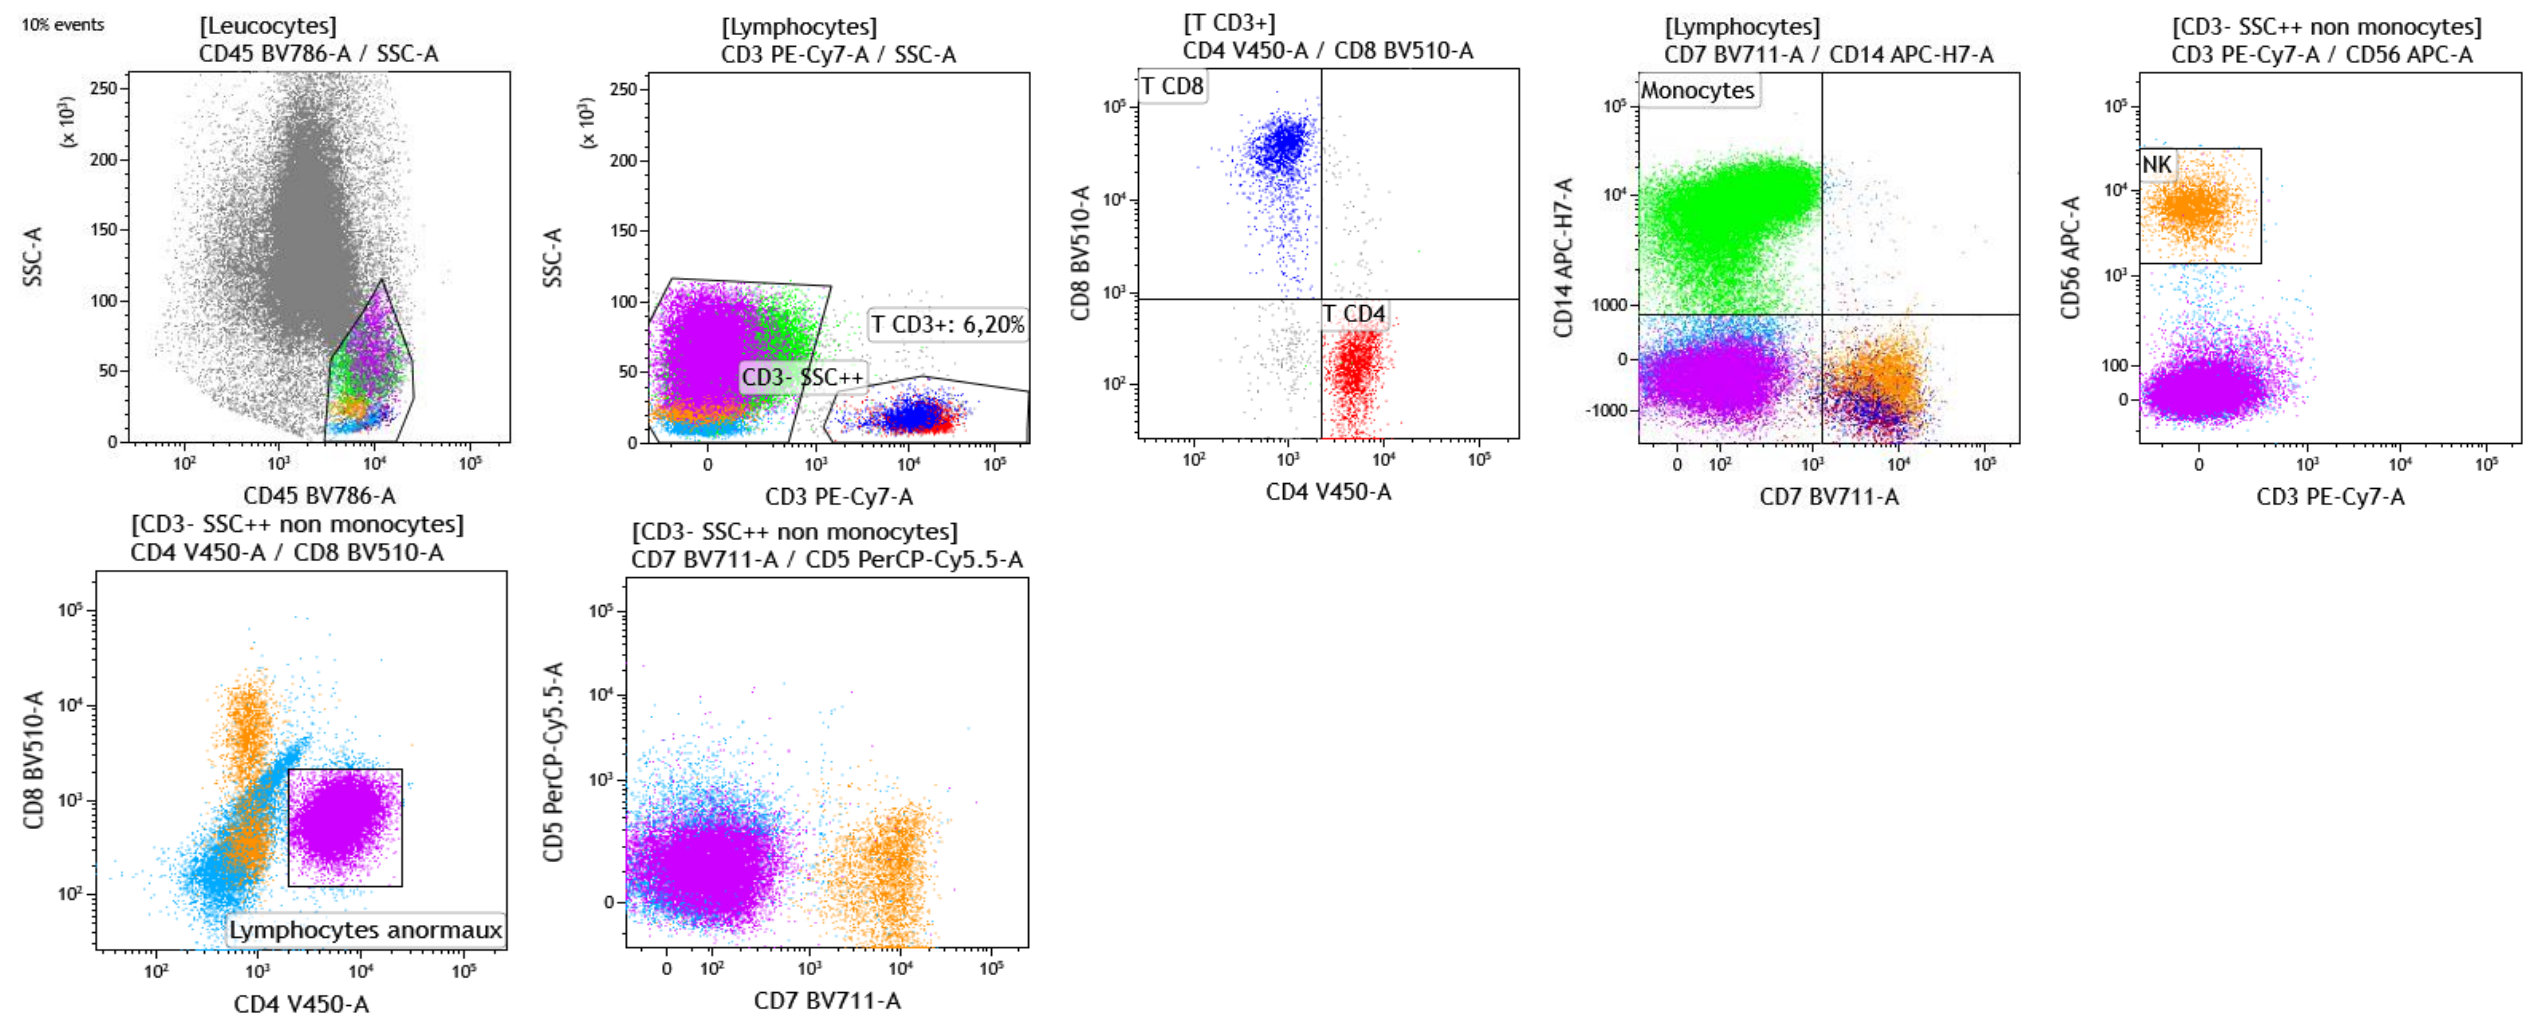 10% events
[Leucocytes]
CD45 BV786-A / SSC-A
SSC-A
(x 10³)
250
200
150
100
50
0
10² 10³ 10⁴ 10⁵
CD45 BV786-A
[Lymphocytes]
CD3 PE-Cy7-A / SSC-A
SSC-A
(x 10³)
250
200
150
100
50
0
T CD3+: 6,20%
CD3- SSC++
0 10³ 10⁴ 10⁵
CD3 PE-Cy7-A
[T CD3+]
CD4 V450-A / CD8 BV510-A
CD8 BV510-A
T CD8
10⁵
10⁴
10³
10²
T CD4
10² 10³ 10⁴ 10⁵
CD4 V450-A
[Lymphocytes]
CD7 BV711-A / CD14 APC-H7-A
CD14 APC-H7-A
Monocytes
10⁵
10⁴
1000
0
-1000
0 10² 10³ 10⁴ 10⁵
CD7 BV711-A
[CD3- SSC++ non monocytes]
CD3 PE-Cy7-A / CD56 APC-A
CD56 APC-A
10⁵
NK
10⁴
10³
100
0
0 10³ 10⁴ 10⁵
CD3 PE-Cy7-A
[CD3- SSC++ non monocytes]
CD4 V450-A / CD8 BV510-A
CD8 BV510-A
10⁵
10⁴
10³
10²
Lymphocytes anormaux
10² 10³ 10⁴ 10⁵
CD4 V450-A
[CD3- SSC++ non monocytes]
CD7 BV711-A / CD5 PerCP-Cy5.5-A
CD5 PerCP-Cy5.5-A
10⁵
10⁴
10³
0
0 10² 10³ 10⁴ 10⁵
CD7 BV711-A